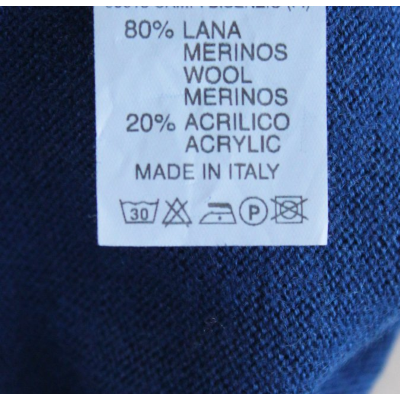 80% LANA
MERINOS
WOOL
MERINOS
20% ACRILICO
ACRYLIC
MADE IN ITALY
30 P